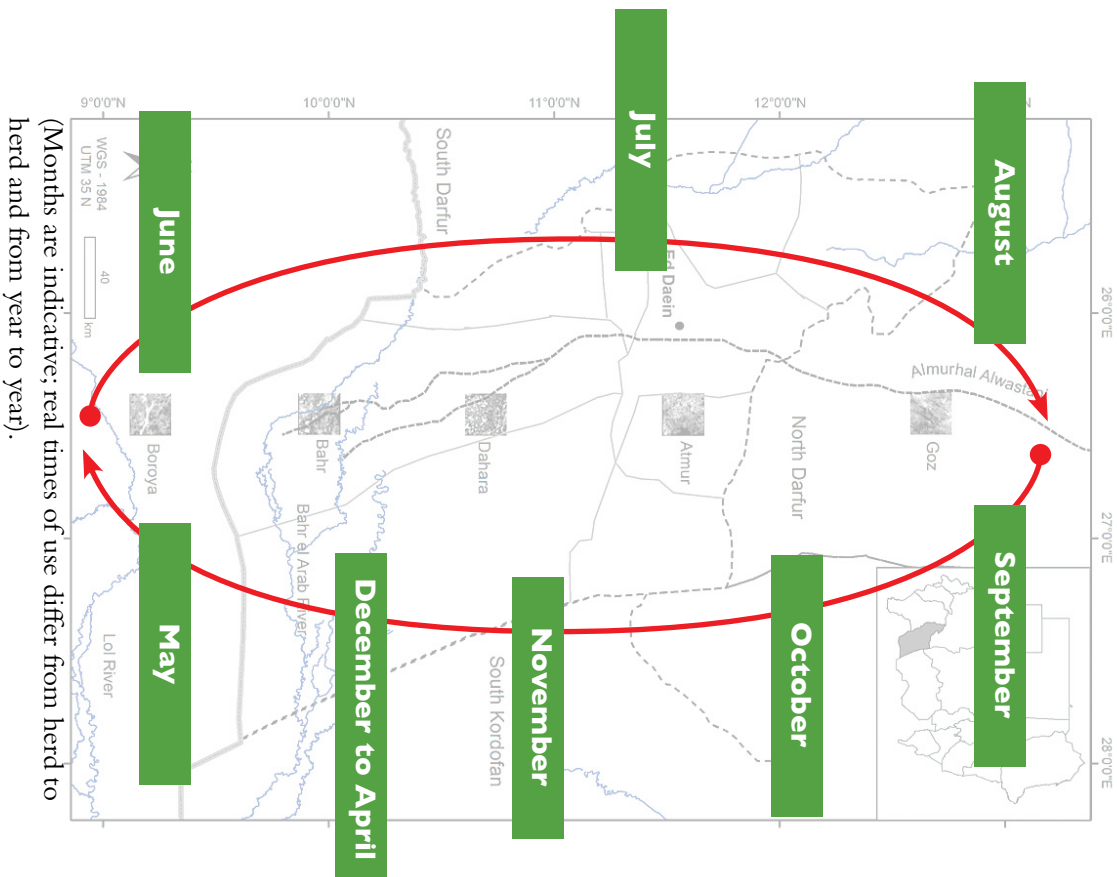 26°0'0"E
27°0'0"E
28°0'0"E
August
September
Almurhal Alwastani
Goz
12°0'0"N
North Darfur
October
Ed Daein
Atmur
July
11°0'0"N
November
Dahara
South Kordofan
South Darfur
10°0'0"N
December to April
Bahr
Bahr el Arab River
June
Boroya
May
Lol River
40
km
WGS - 1984
UTM 35 N
9°0'0"N
(Months are indicative; real times of use differ from herd to
herd and from year to year).